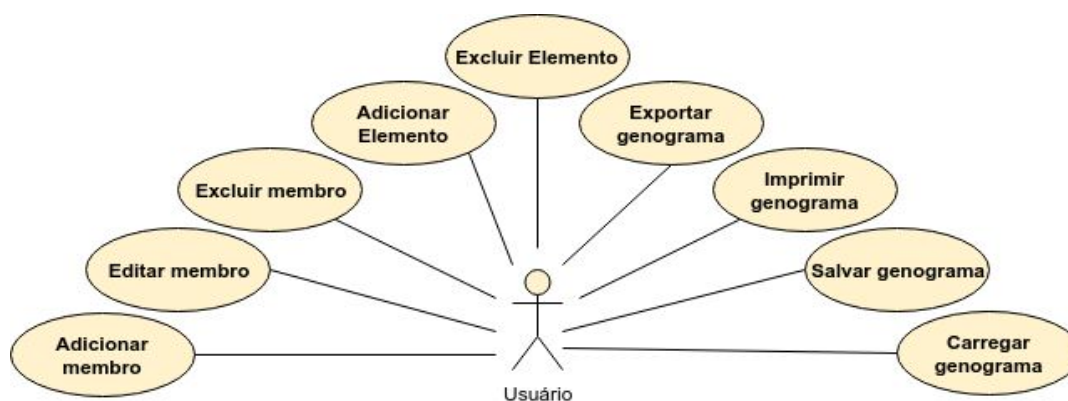 Excluir Elemento
Adicionar
Elemento
Exportar
genograma
Excluir membro
Imprimir
genograma
Editar membro
Salvar genograma
Adicionar
membro
Carregar
genograma
Usuário